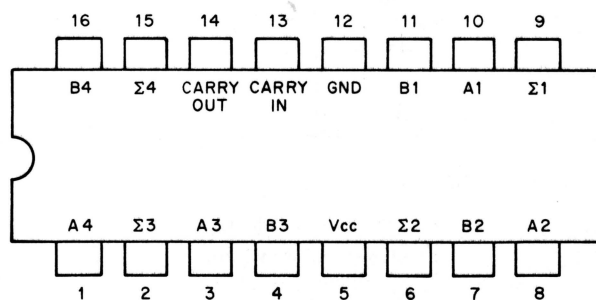 16 15 14 13 12 11 10 9
B4 Σ4 CARRY CARRY GND B1 A1 Σ1
OUT IN
A4 Σ3 A3 B3 Vcc Σ2 B2 A2
1 2 3 4 5 6 7 8